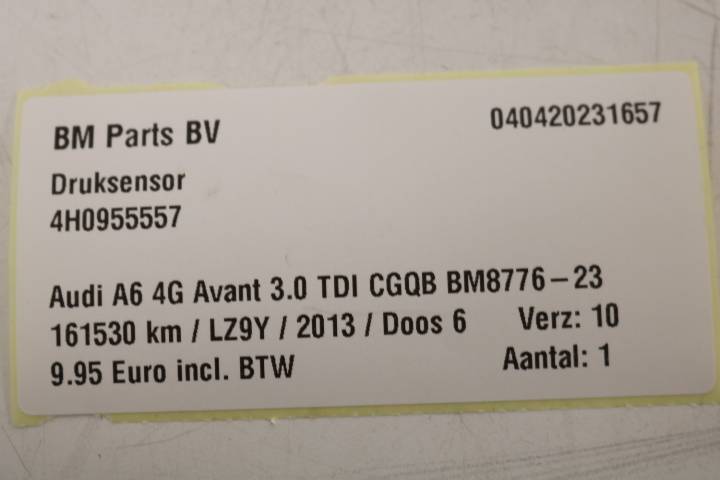 BM Parts BV 040420231657
Druksensor
4H0955557
Audi A6 4G Avant 3.0 TDI CGQB BM8776-23
161530 km / LZ9Y / 2013 / Doos 6 Verz: 10
9.95 Euro incl. BTW Aantal: 1